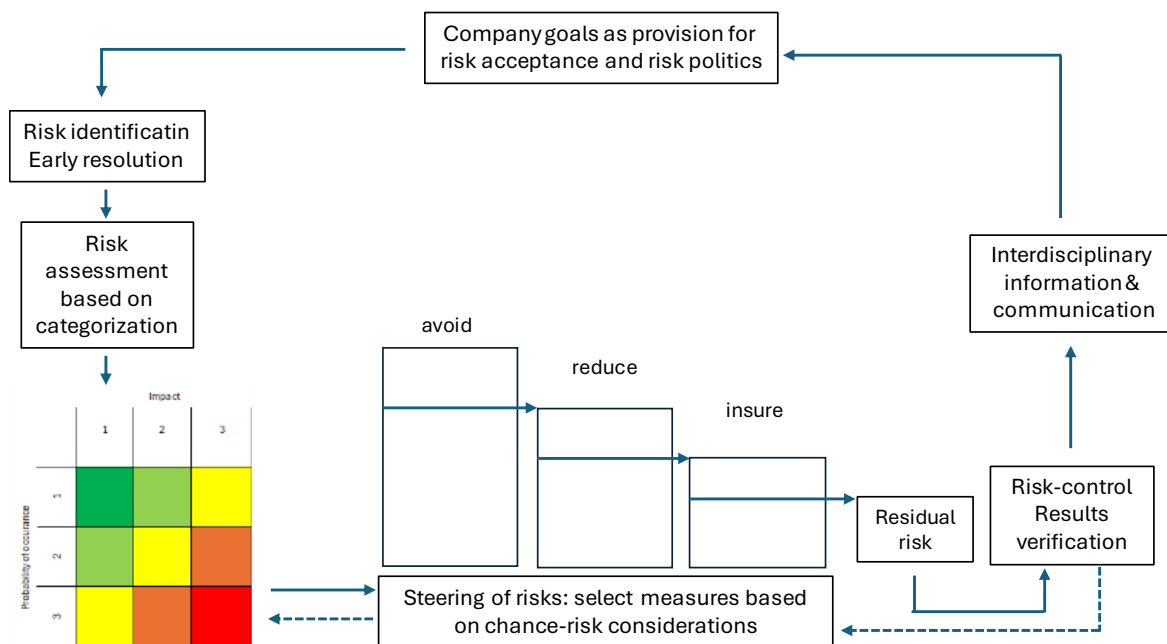 Company goals as provision for
risk acceptance and risk politics
Risk identificatin
Early resolution
Risk
assessment
based on
categorization
Interdisciplinary
information &
communication
avoid
reduce
insure
Impact
1
2
3
Probability of occurance
1
2
3
Residual
risk
Risk-control
Results
verification
Steering of risks: select measures based
on chance-risk considerations